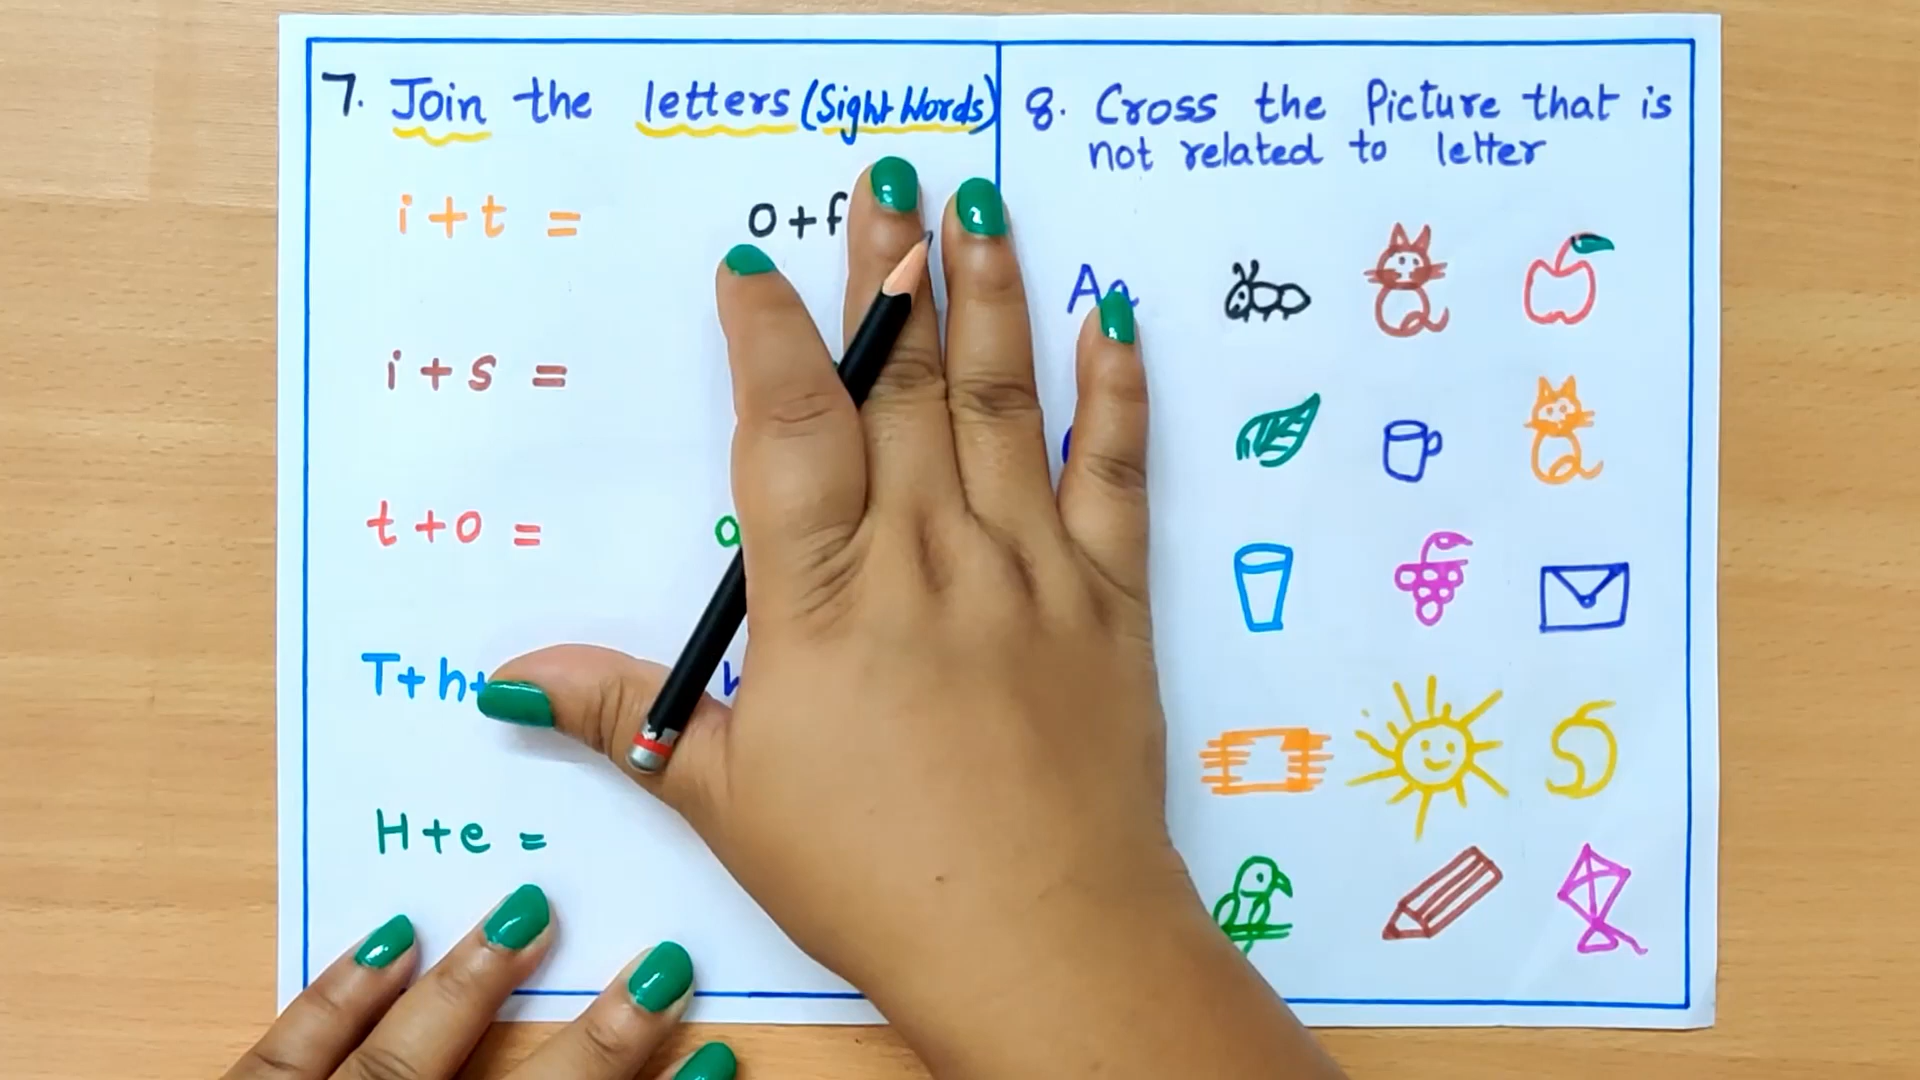 7. Join the letters (Sight Words)
i + t =
o + f
i + s =
t + o =
T + h +
H + e =
8. Cross the Picture that is
not related to letter
Aa